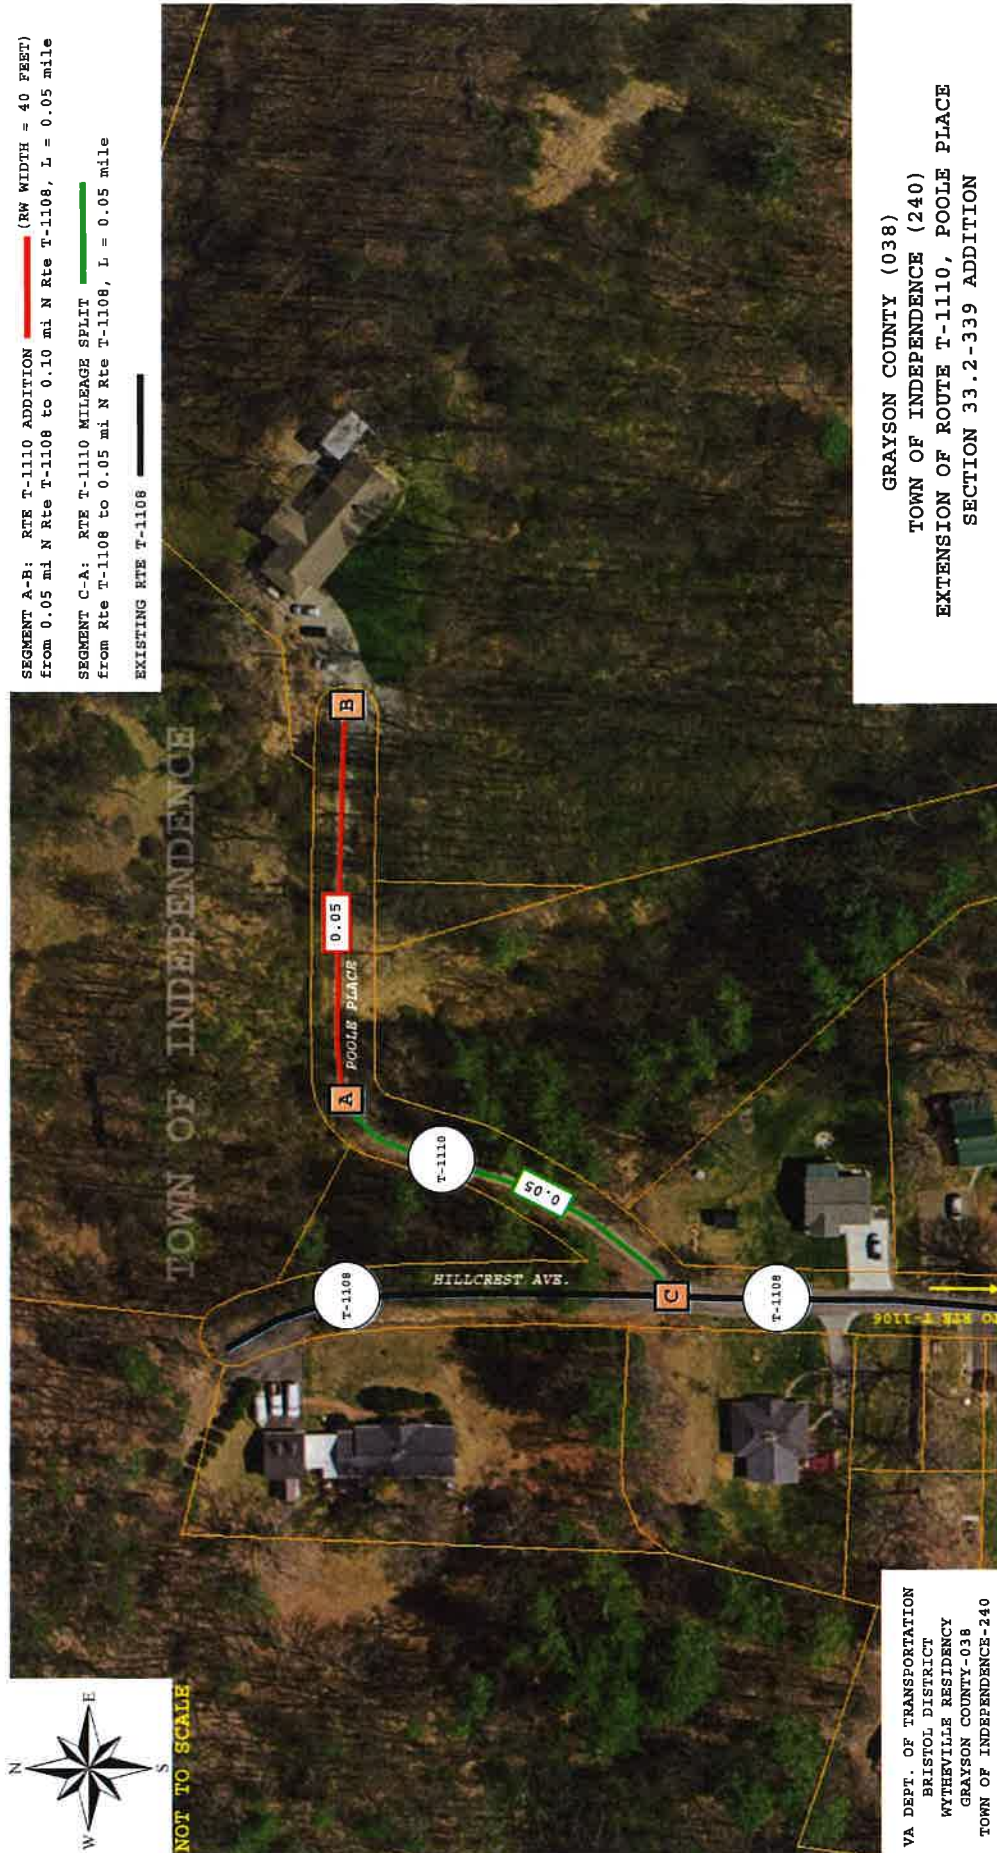 SEGMENT A-B: RTE T-1110 ADDITION (RW WIDTH = 40 FEET)
from 0.05 mi N Rte T-1108 to 0.10 mi N Rte T-1108, L = 0.05 mile
SEGMENT C-A: RTE T-1110 MILEAGE SPLIT
from Rte T-1108 to 0.05 mi N Rte T-1108, L = 0.05 mile
EXISTING RTE T-1108
N
W
E
S
NOT TO SCALE
TOWN OF INDEPENDENCE
B
0.05
POOLE PLACE
A
T-1110
0.05
T-1108
HILLCREST AVE.
C
T-1108
TO RTE T-1106
VA DEPT. OF TRANSPORTATION
BRISTOL DISTRICT
WYTHEVILLE RESIDENCY
GRAYSON COUNTY-038
TOWN OF INDEPENDENCE-240
GRAYSON COUNTY (038)
TOWN OF INDEPENDENCE (240)
EXTENSION OF ROUTE T-1110, POOLE PLACE
SECTION 33.2-339 ADDITION